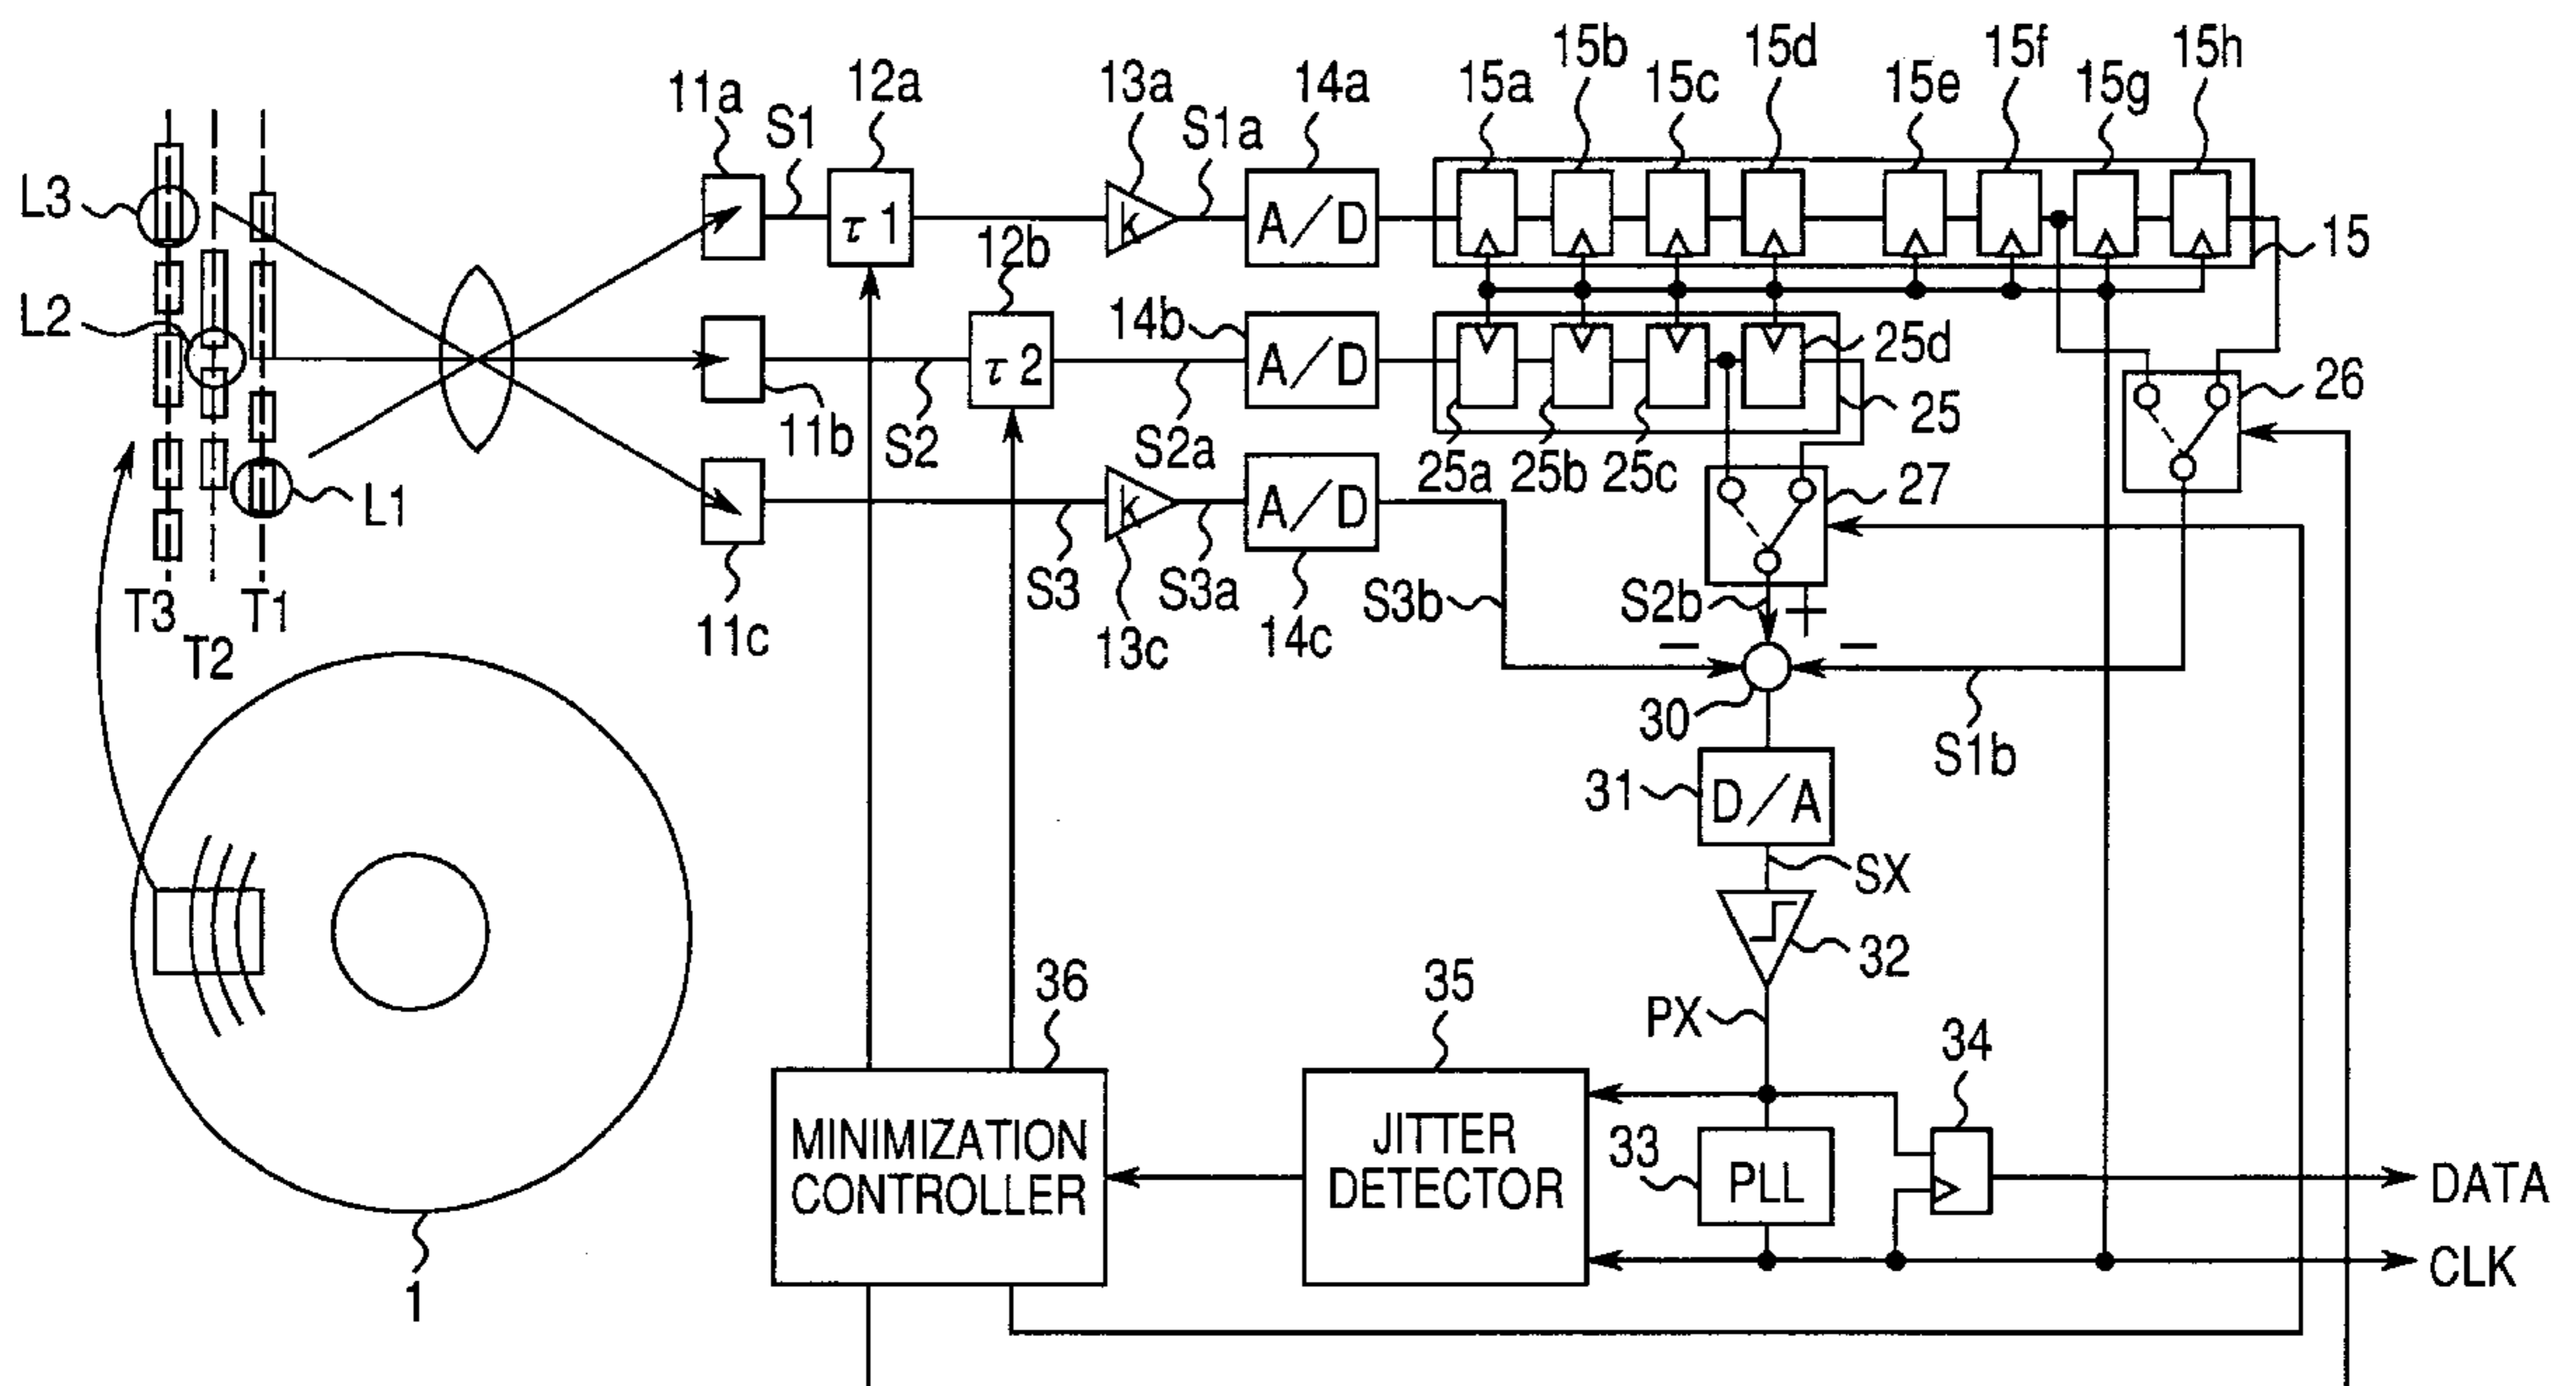 15b 15d 15f 15h
11a 12a 13a 14a 15a 15c 15e 15g
S1 S1a
L3
τ 1 k A/D
15
12b
L2
14b
τ 2 A/D
25d
26
11b S2 S2a 25a 25b 25c 25
L1
k A/D
27
T3 T1
T2
S3 S3a S3b S2b +
11c 13c 14c
− −
30
S1b
31 D/A
SX
32
36 35
PX
34
MINIMIZATION
CONTROLLER
JITTER
DETECTOR
33 PLL
DATA
CLK
1